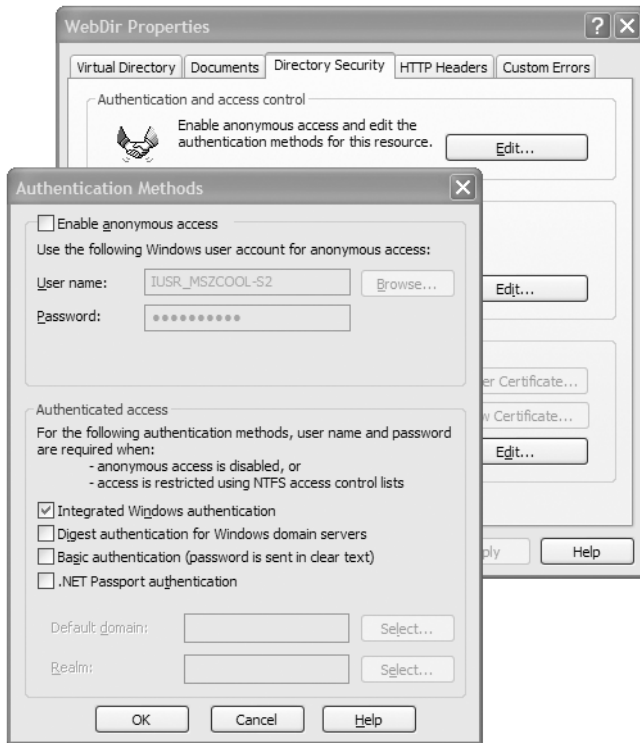 WebDir Properties
Virtual Directory Documents Directory Security HTTP Headers Custom Errors
Authentication and access control
Enable anonymous access and edit the
authentication methods for this resource.
Edit...
Authentication Methods
Enable anonymous access
Use the following Windows user account for anonymous access:
User name: IUSR_MSZCOOL-S2 Browse...
Password:
Edit...
Authenticated access
For the following authentication methods, user name and password
are required when:
- anonymous access is disabled, or
- access is restricted using NTFS access control lists
Integrated Windows authentication
Digest authentication for Windows domain servers
Basic authentication (password is sent in clear text)
.NET Passport authentication
Default domain: Select...
Realm: Select...
OK Cancel Help
Certificate...
Certificate...
Edit...
Help